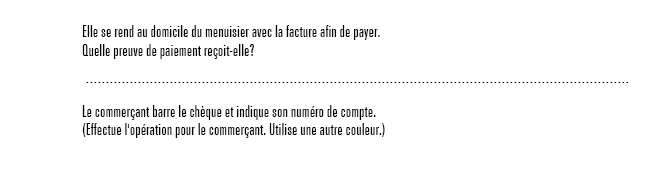 Elle se rend au domicile du menuisier avec la facture afin de payer.
Quelle preuve de paiement reçoit-elle?
Le commerçant barre le chèque et indique son numéro de compte.
(Effectue l'opération pour le commerçant. Utilise une autre couleur.)